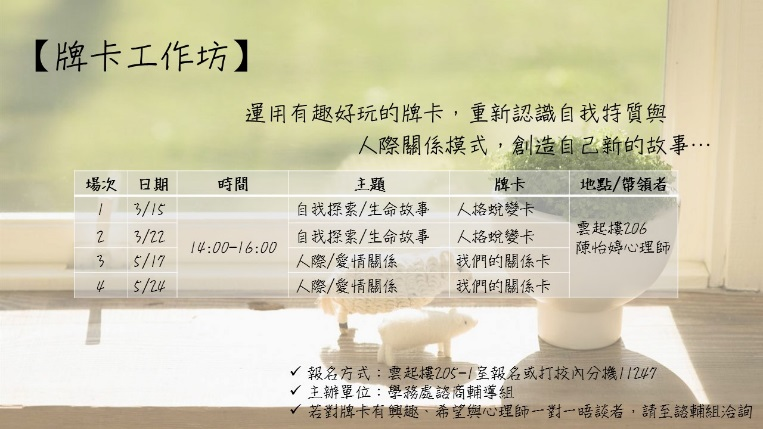 【牌卡工作坊】
運用有趣好玩的牌卡，重新認識自我特質與
人際關係模式，創造自己新的故事…
場次 日期 時間 主題 牌卡 地點/帶領者
1 3/15 14:00-16:00 自我探索/生命故事 人格蛻變卡 雲起樓206
陳怡婷心理師
2 3/22 自我探索/生命故事 人格蛻變卡
3 5/17 人際/愛情關係 我們的關係卡
4 5/24 人際/愛情關係 我們的關係卡
✓ 報名方式：雲起樓205-1室報名或打校內分機11247
✓ 主辦單位：學務處諮商輔導組
✓ 若對牌卡有興趣、希望與心理師一對一晤談者，請至諮輔組洽詢